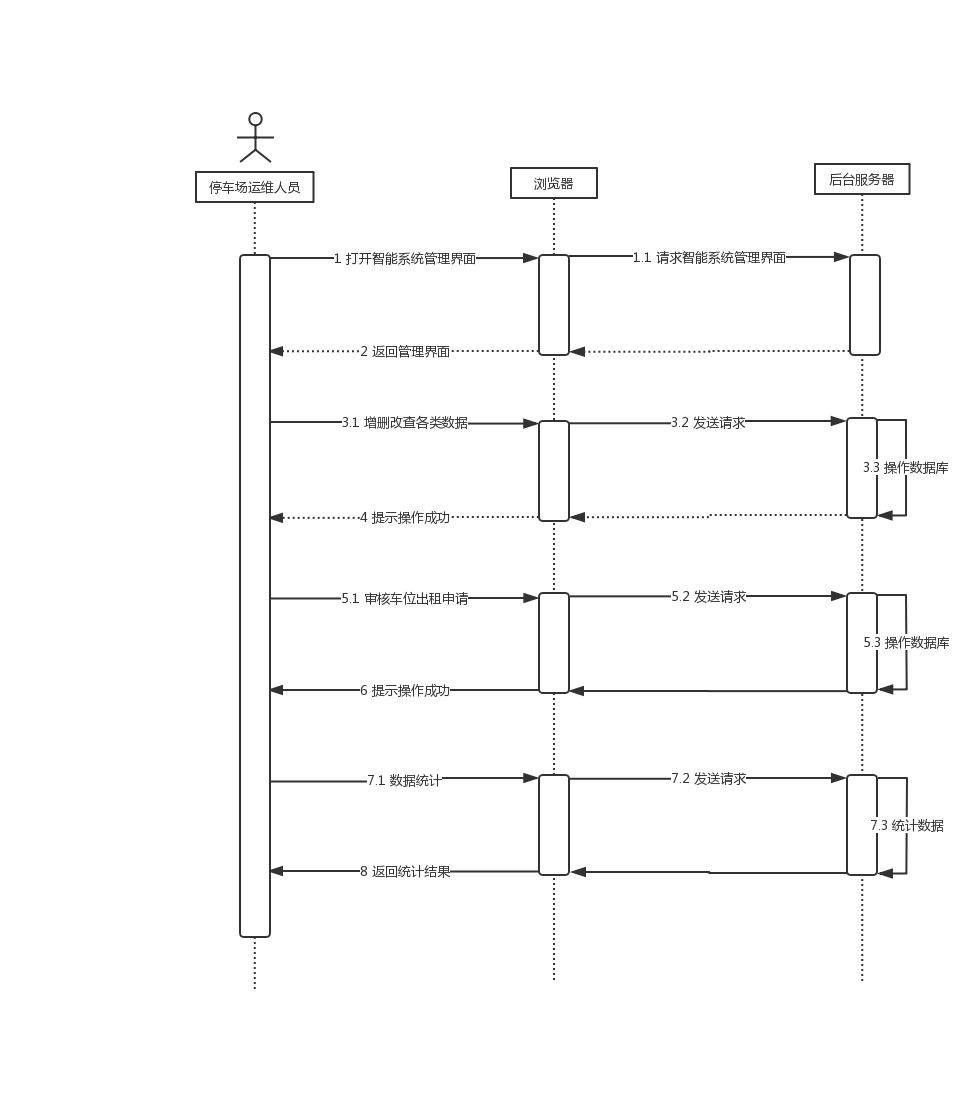 停车场运维人员
浏览器
后台服务器
1 打开智能系统管理界面
1.1 请求智能系统管理界面
2 返回管理界面
3.1 增删改查各类数据
3.2 发送请求
3.3 操作数据库
4 提示操作成功
5.1 审核车位出租申请
5.2 发送请求
5.3 操作数据库
6 提示操作成功
7.1 数据统计
7.2 发送请求
7.3 统计数据
8 返回统计结果